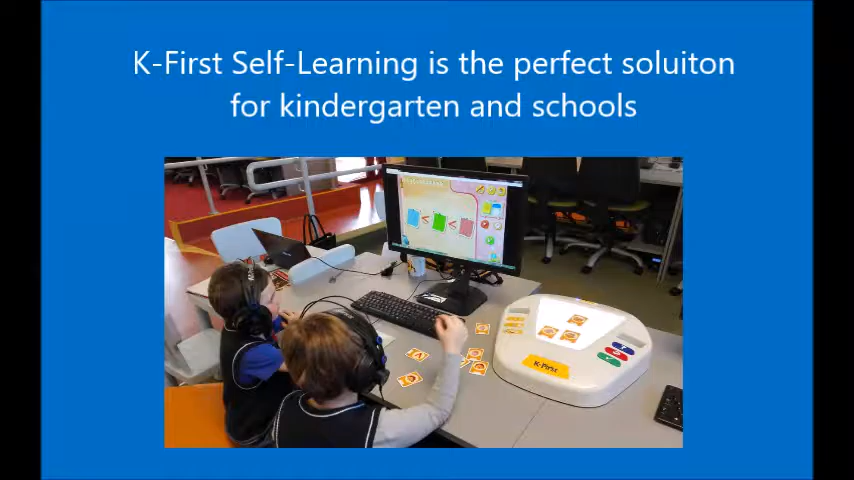 K-First Self-Learning is the perfect soluiton
for kindergarten and schools
K-First